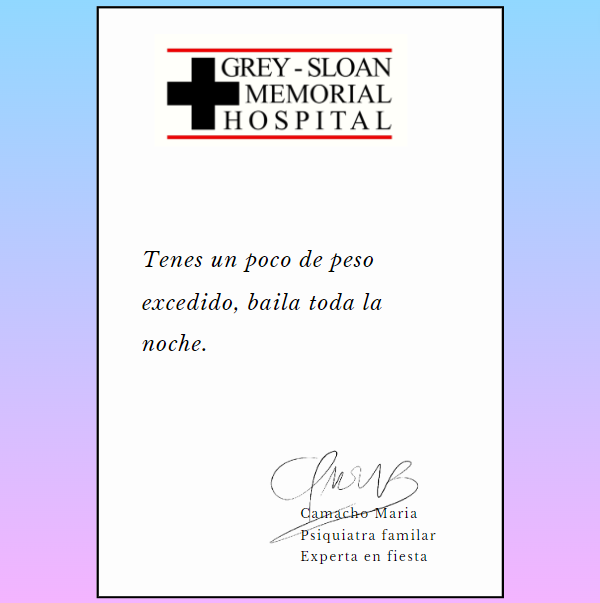 GREY - SLOAN
MEMORIAL
HOSPITAL
Tenes un poco de peso
excedido, baila toda la
noche.
Camacho Maria
Psiquiatra familar
Experta en fiesta